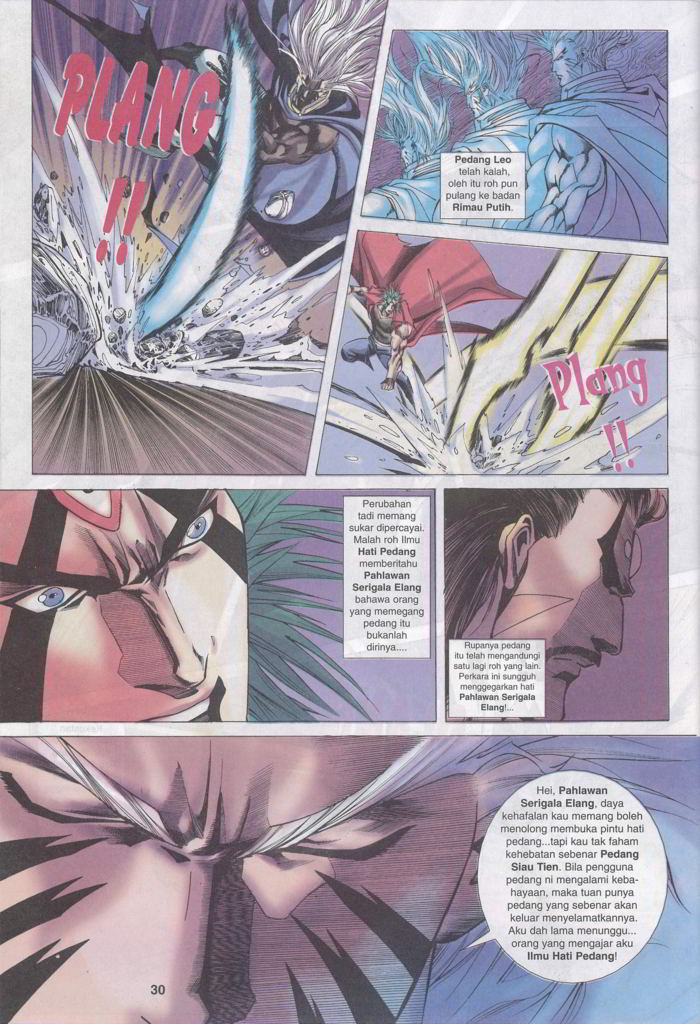 PLANG
!!
Pedang Leo
telah kalah,
oleh itu roh pun
pulang ke badan
Rimau Putih.
Plang
!!
Perubahan
tadi memang
sukar dipercayai.
Malah roh Ilmu
Hati Pedang
memberitahu
Pahlawan
Serigala Elang
bahawa orang
yang memegang
pedang itu
bukanlah
dirinya....
Rupanya pedang
itu telah mengandungi
satu lagi roh yang lain.
Perkara ini sungguh
menggegarkan hati
Pahlawan Serigala
Elang!...
Hei, Pahlawan
Serigala Elang, daya
kehafalan kau memang boleh
menolong membuka pintu hati
pedang...tapi kau tak faham
kehebatan sebenar Pedang
Siau Tien. Bila pengguna
pedang ni mengalami keba-
hayaan, maka tuan punya
pedang yang sebenar akan
keluar menyelamatkannya.
Aku dah lama menunggu...
orang yang mengajar aku
Ilmu Hati Pedang!
30